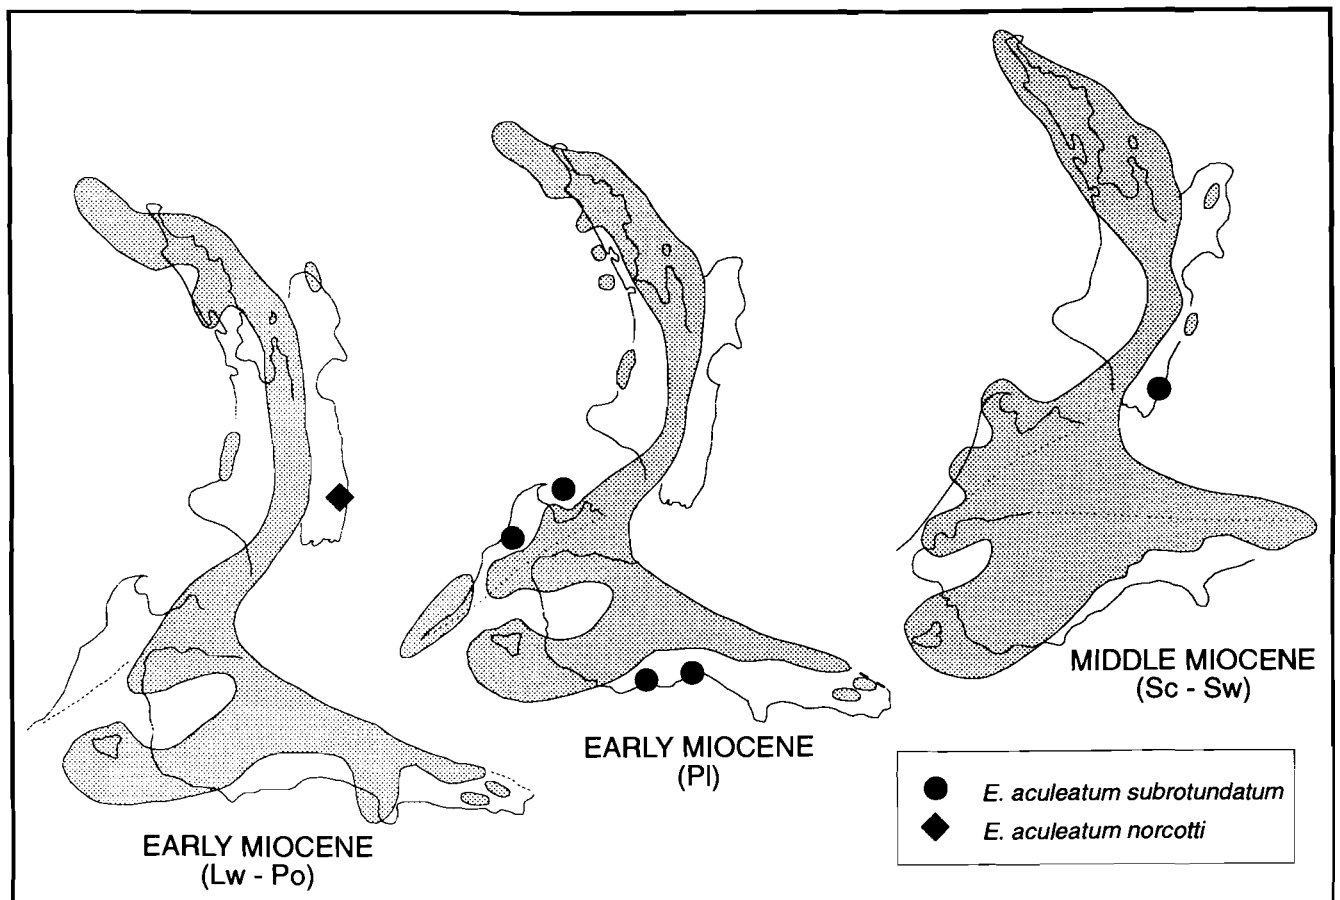 MIDDLE MIOCENE
(Sc - Sw)
EARLY MIOCENE
(Pl)
E. aculeatum subrotundatum
E. aculeatum norcotti
EARLY MIOCENE
(Lw - Po)